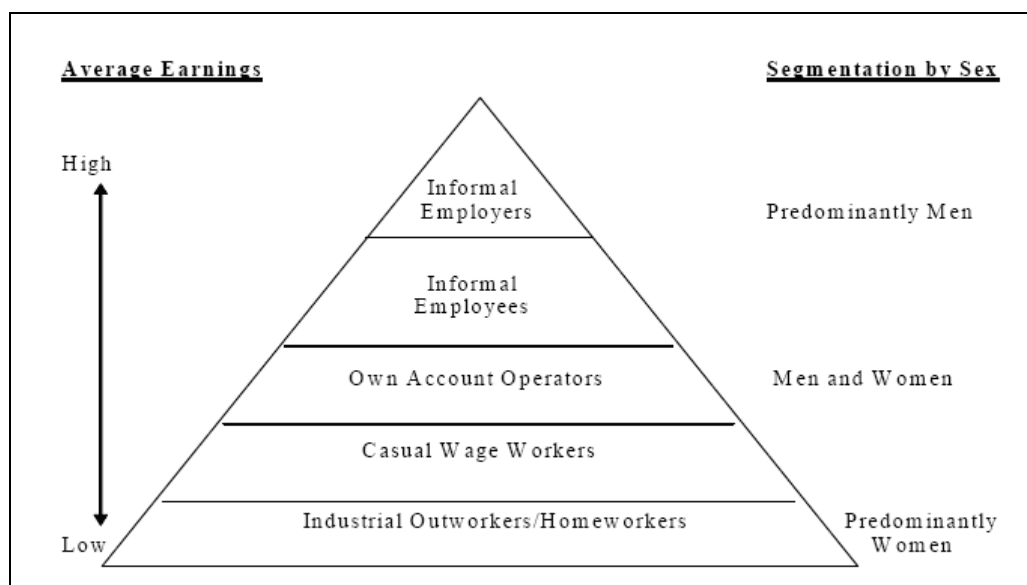 Average Earnings
Segmentation by Sex
High
Informal
Employers
Predominantly Men
Informal
Employees
Own Account Operators
Men and Women
Casual Wage Workers
Industrial Outworkers/Homeworkers
Low
Predominantly
Women